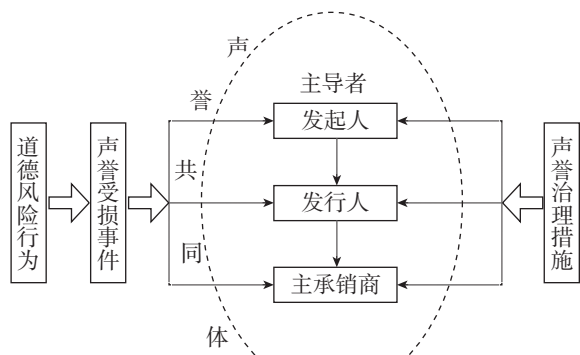 声誉共同体
主导者
发起人
发行人
主承销商
道德风险行为
声誉受损事件
声誉治理措施